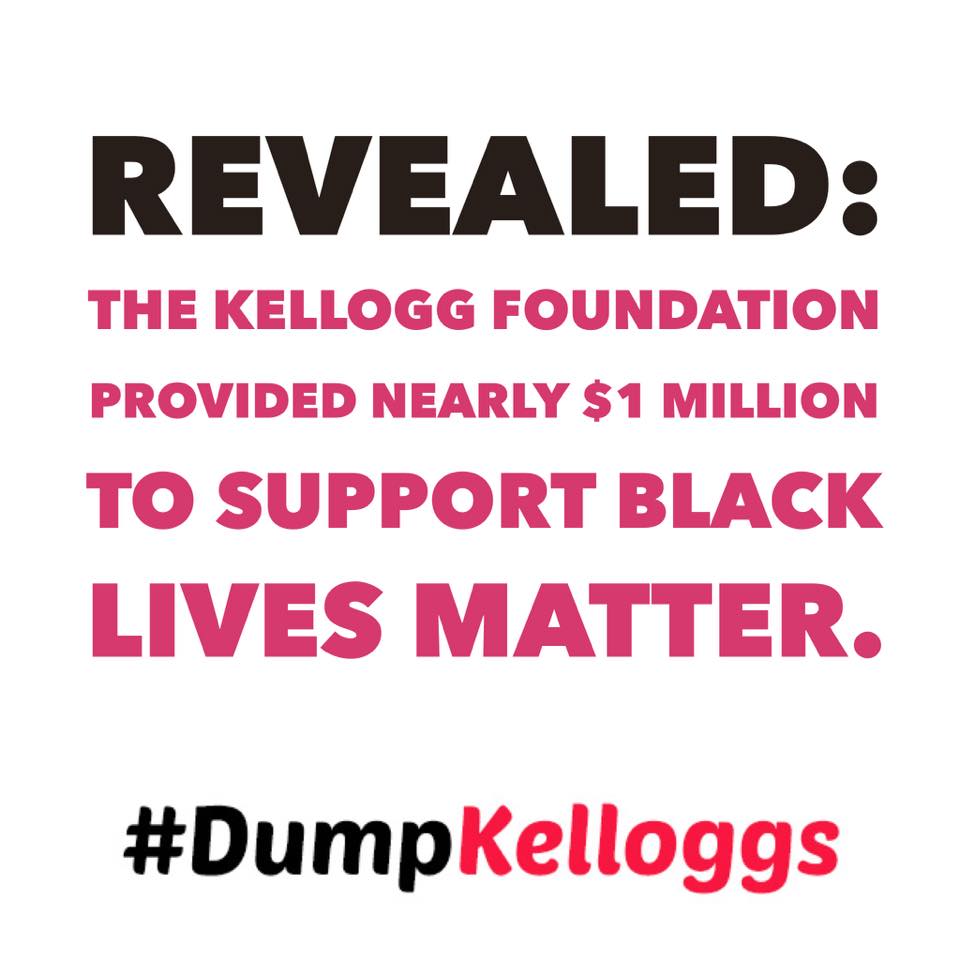 REVEALED:
THE KELLOGG FOUNDATION
PROVIDED NEARLY $1 MILLION
TO SUPPORT BLACK
LIVES MATTER.
#DumpKelloggs